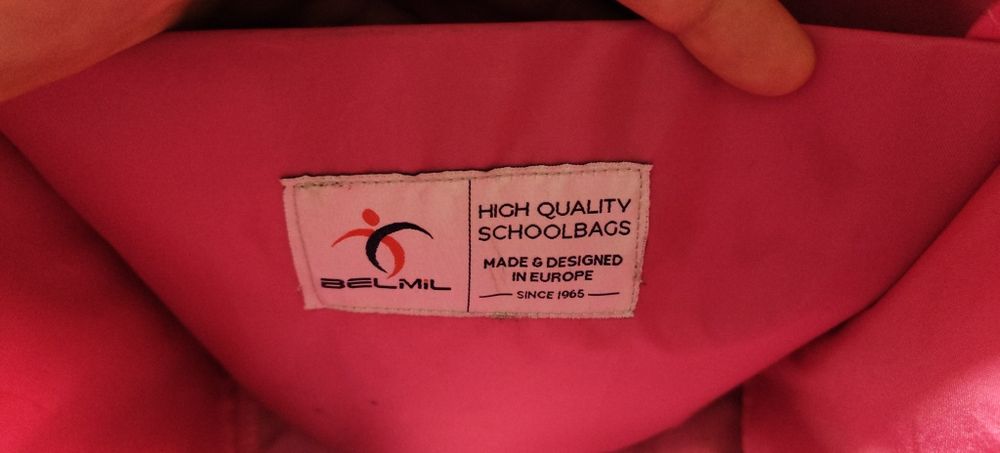 BELMIL
HIGH QUALITY
SCHOOLBAGS
MADE & DESIGNED
IN EUROPE
SINCE 1965